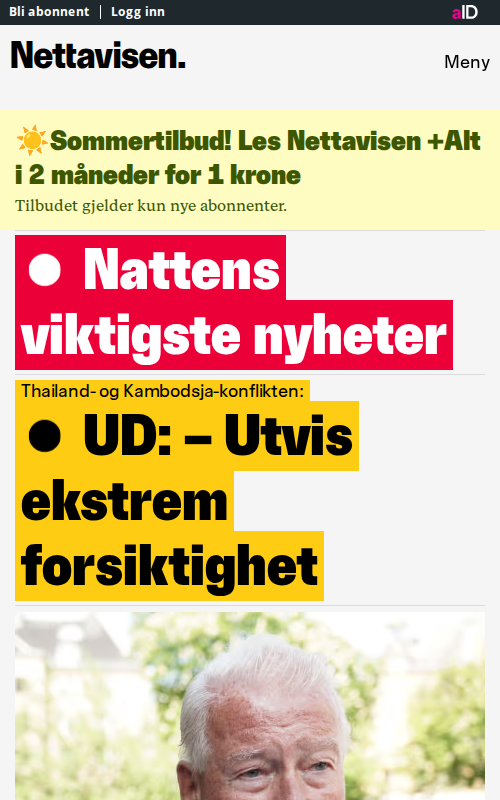 Bli abonnent | Logg inn
aID
Nettavisen.
Meny
☀️Sommertilbud! Les Nettavisen +Alt
i 2 måneder for 1 krone
Tilbudet gjelder kun nye abonnenter.
● Nattens
viktigste nyheter
Thailand- og Kambodsja-konflikten:
● UD: – Utvis
ekstrem
forsiktighet